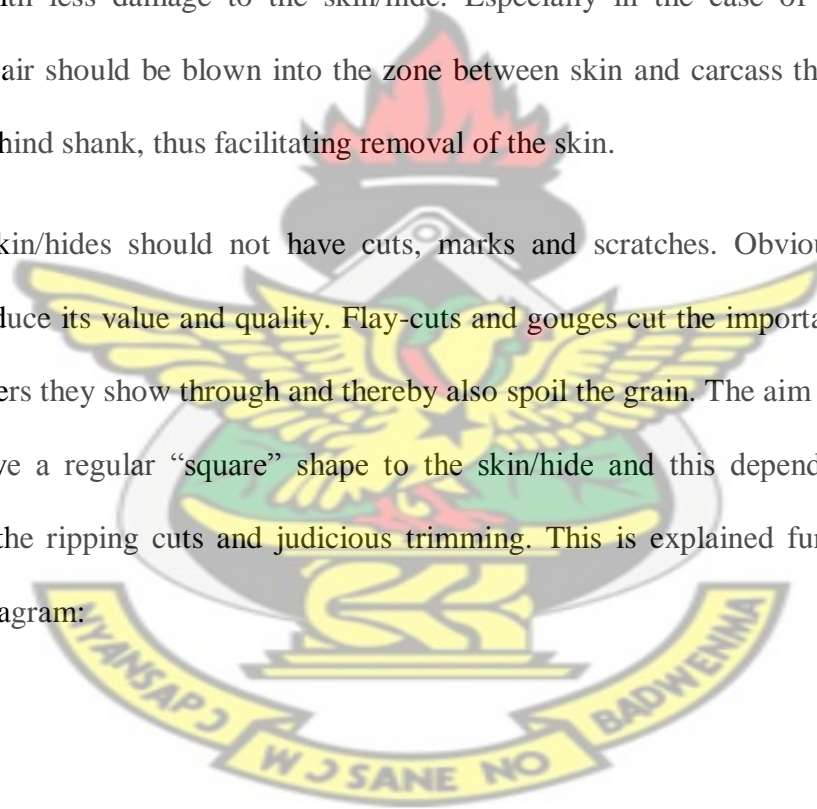 ith less damage to the skin/hide. Especially in the case of
air should be blown into the zone between skin and carcass th
hind shank, thus facilitating removal of the skin.
kin/hides should not have cuts, marks and scratches. Obviou
duce its value and quality. Flay-cuts and gouges cut the importa
ers they show through and thereby also spoil the grain. The aim
ve a regular “square” shape to the skin/hide and this depend
the ripping cuts and judicious trimming. This is explained fur
agram:
NYANSAPƆ WƆSANE NO BADWENMA